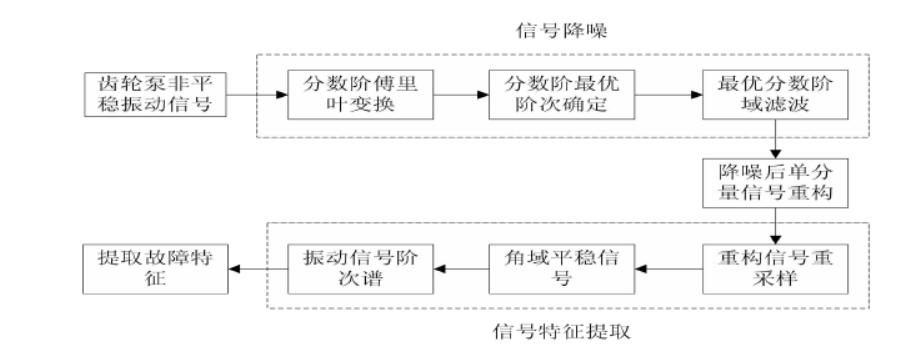 信号降噪
齿轮泵非平
稳振动信号
分数阶傅里
叶变换
分数阶最优
阶次确定
最优分数阶
域滤波
降噪后单分
量信号重构
提取故障特
征
振动信号阶
次谱
角域平稳信
号
重构信号重
采样
信号特征提取